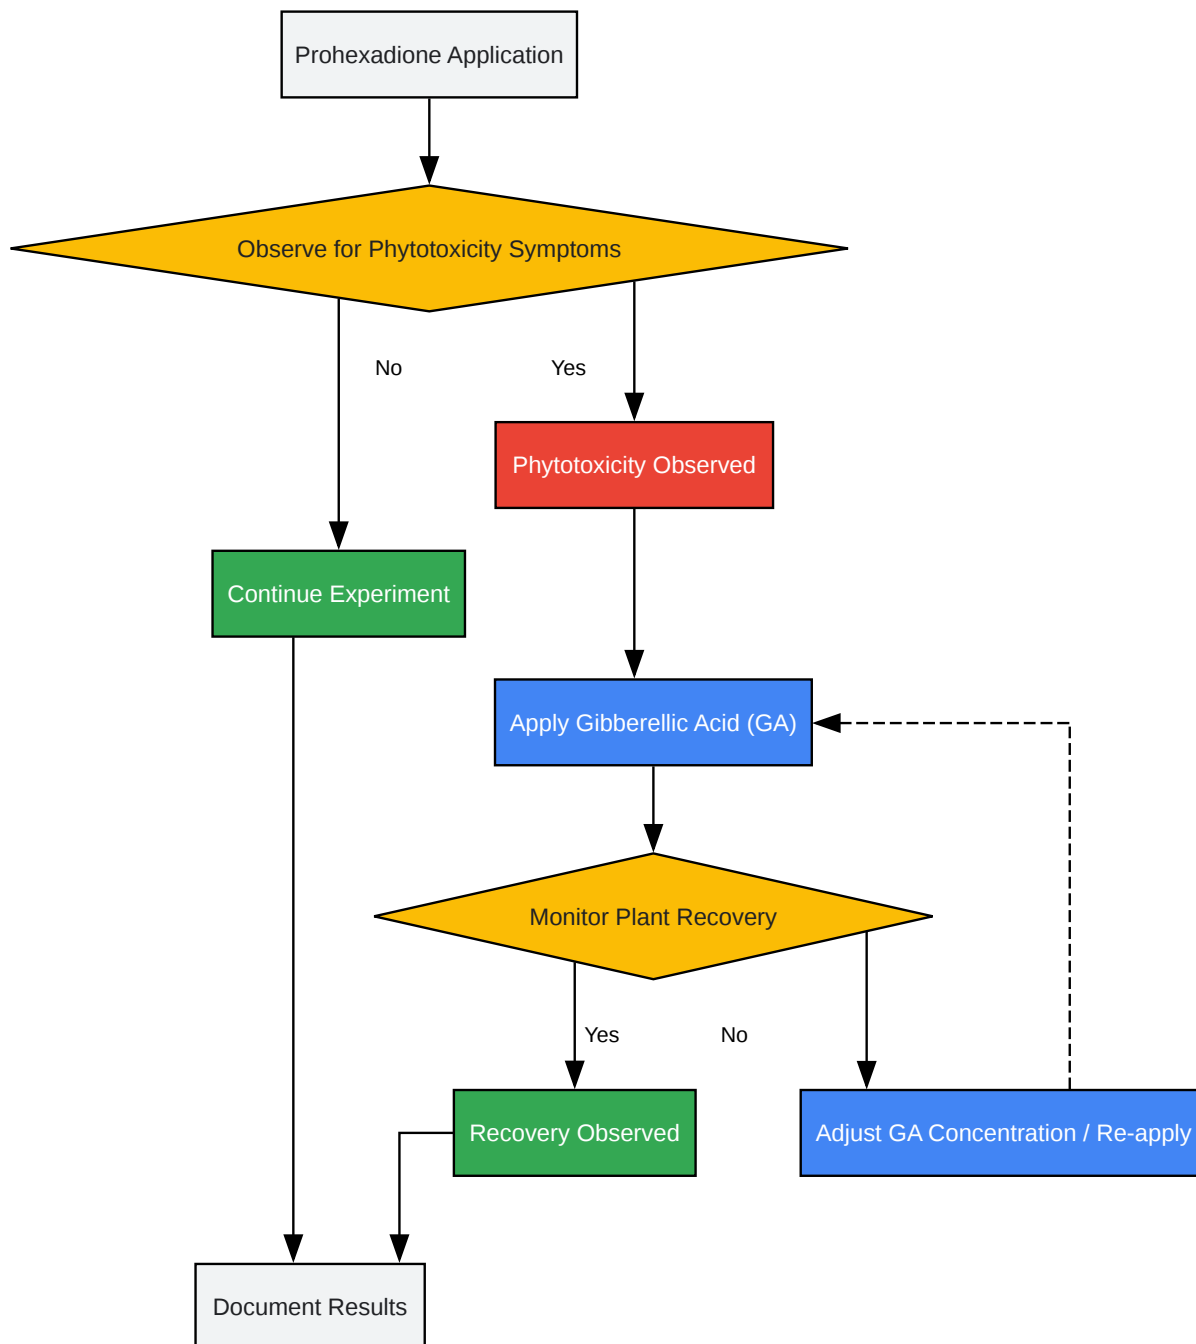 Prohexadione Application
Observe for Phytotoxicity Symptoms
No
Yes
Phytotoxicity Observed
Continue Experiment
Apply Gibberellic Acid (GA)
Monitor Plant Recovery
Yes
No
Recovery Observed
Adjust GA Concentration / Re-apply
Document Results